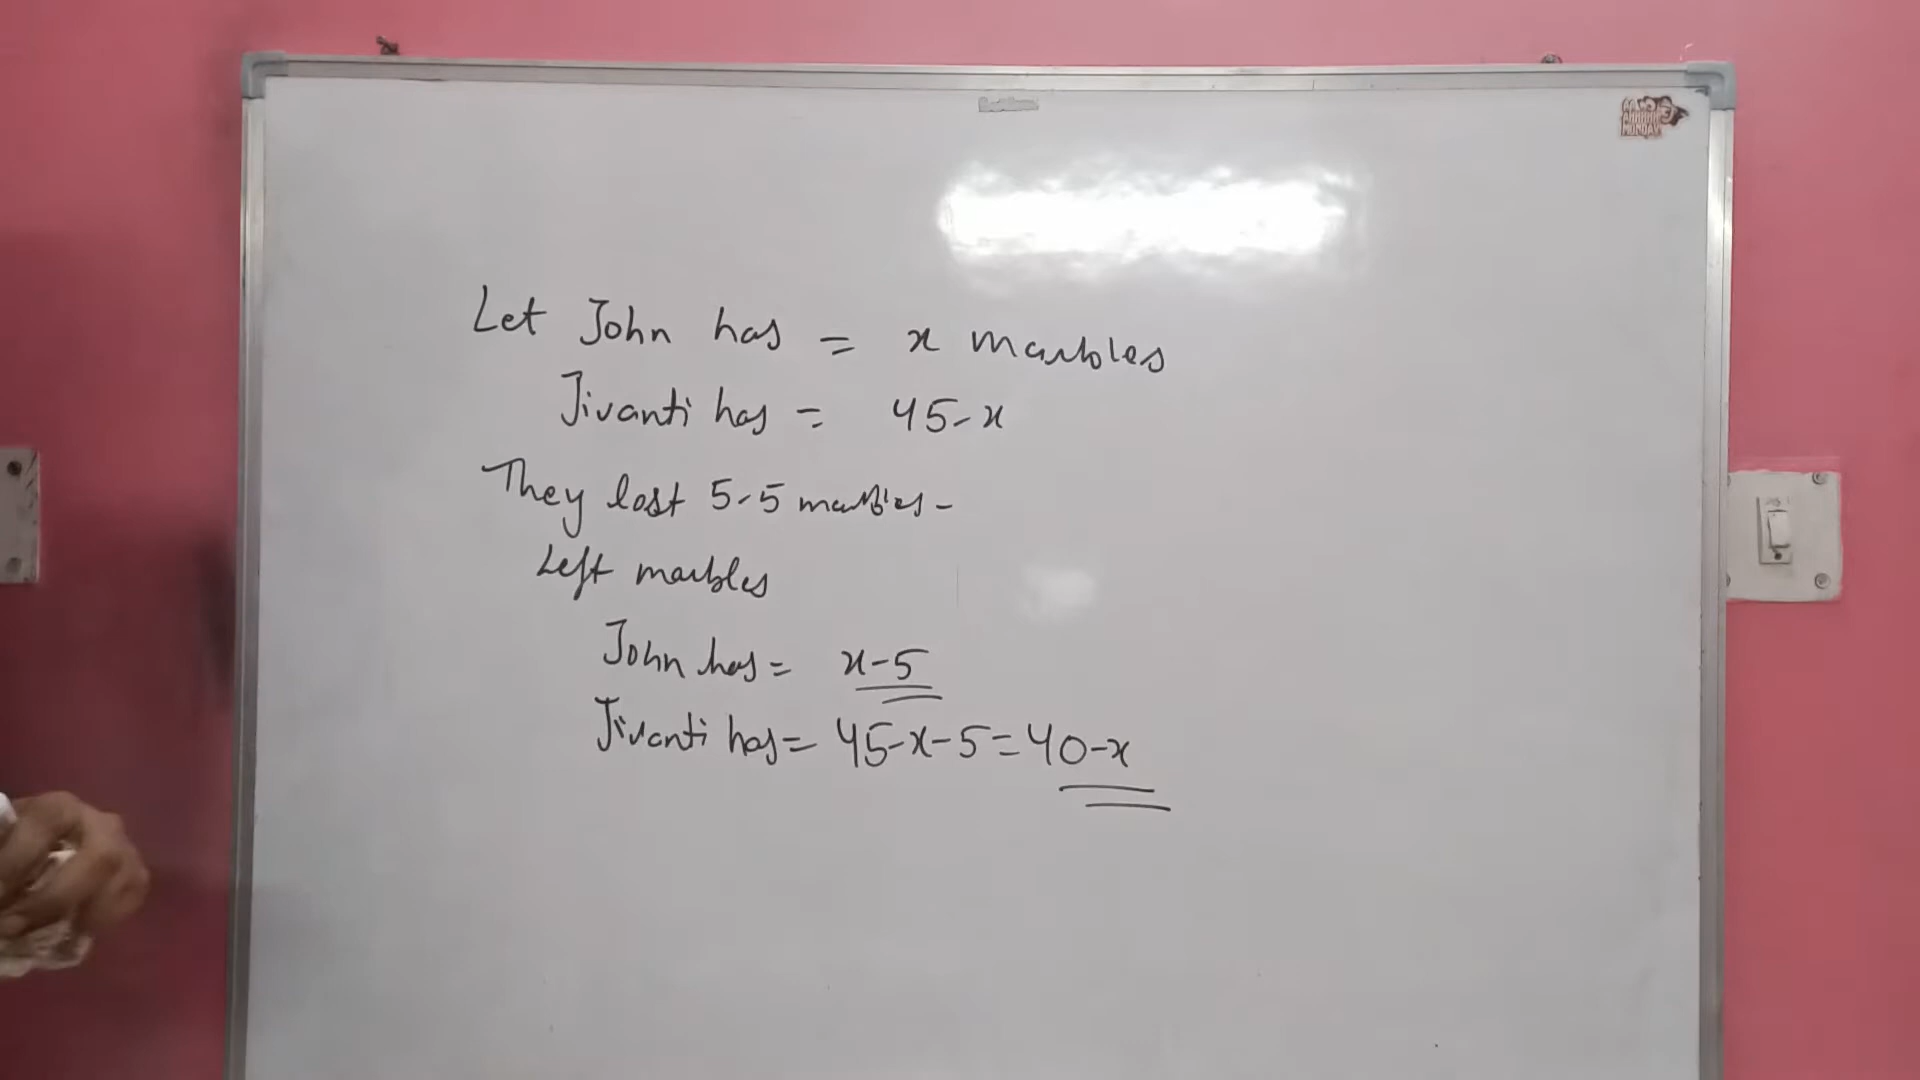 Let John has = x marbles
Jivanti has = 45-x
They lost 5-5 marbles-
Left marbles
John has = x-5
Jivanti has = 45-x-5=40-x